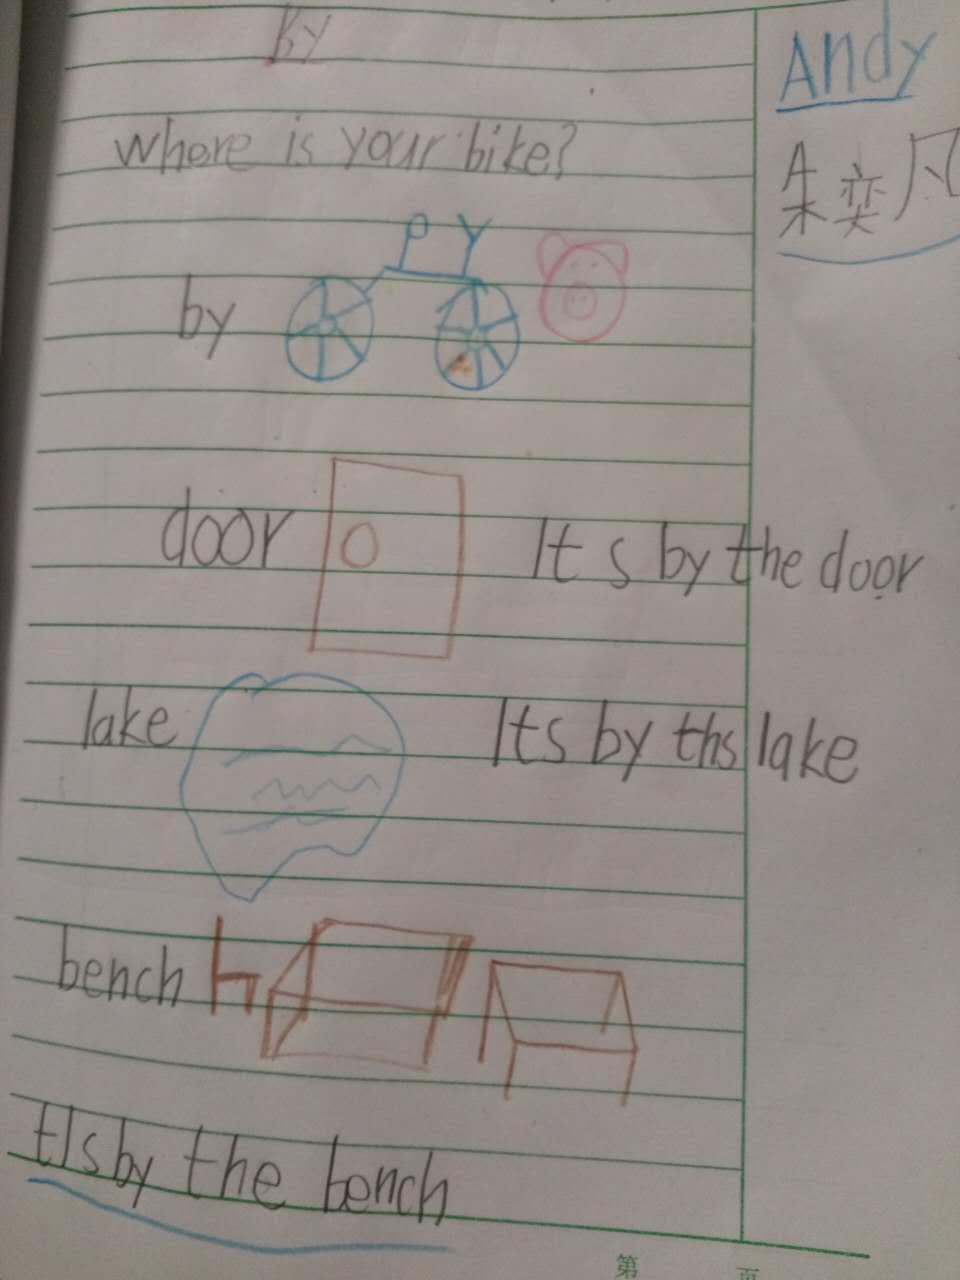 By
Andy
where is your bike?
朱奕凡
by
door
It s by the door
lake
Its by ths lake
bench
tIs by the bench
第 页